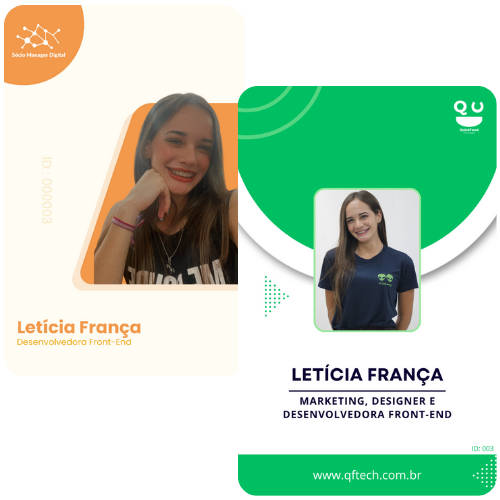 Sócio Manager Digital
ID: 000003
Letícia França
Desenvolvedora Front-End
QU
LETÍCIA FRANÇA
MARKETING, DESIGNER E
DESENVOLVEDORA FRONT-END
ID: 003
www.qftech.com.br